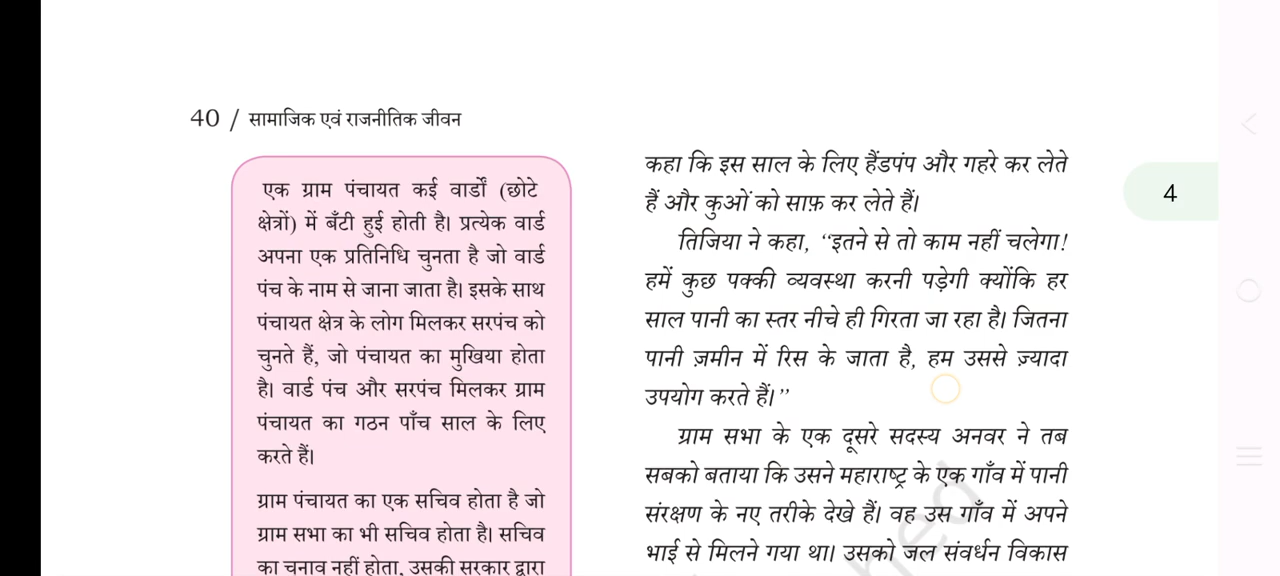 40 / सामाजिक एवं राजनीतिक जीवन
एक ग्राम पंचायत कई वार्डों (छोटे
क्षेत्रों) में बँटी हुई होती है। प्रत्येक वार्ड
अपना एक प्रतिनिधि चुनता है जो वार्ड
पंच के नाम से जाना जाता है। इसके साथ
पंचायत क्षेत्र के लोग मिलकर सरपंच को
चुनते हैं, जो पंचायत का मुखिया होता
है। वार्ड पंच और सरपंच मिलकर ग्राम
पंचायत का गठन पाँच साल के लिए
करते हैं।
ग्राम पंचायत का एक सचिव होता है जो
ग्राम सभा का भी सचिव होता है। सचिव
का चुनाव नहीं होता, उसकी सरकार द्वारा
कहा कि इस साल के लिए हैंडपंप और गहरे कर लेते
हैं और कुओं को साफ़ कर लेते हैं।
तिजिया ने कहा, “इतने से तो काम नहीं चलेगा!
हमें कुछ पक्की व्यवस्था करनी पड़ेगी क्योंकि हर
साल पानी का स्तर नीचे ही गिरता जा रहा है। जितना
पानी ज़मीन में रिस के जाता है, हम उससे ज़्यादा
उपयोग करते हैं।”
ग्राम सभा के एक दूसरे सदस्य अनवर ने तब
सबको बताया कि उसने महाराष्ट्र के एक गाँव में पानी
संरक्षण के नए तरीके देखे हैं। वह उस गाँव में अपने
भाई से मिलने गया था। उसको जल संवर्धन विकास
4